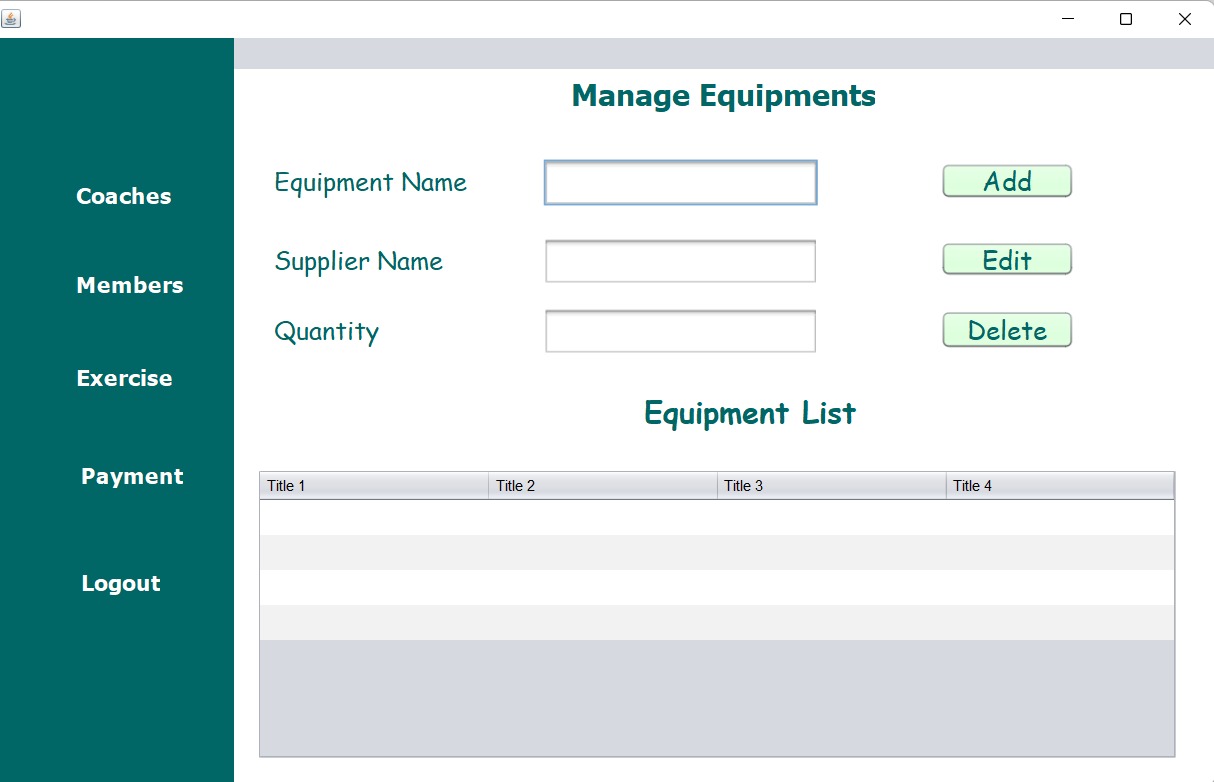 Manage Equipments
Coaches
Members
Exercise
Payment
Logout
Equipment Name
Add
Supplier Name
Edit
Quantity
Delete
Equipment List
Title 1 Title 2 Title 3 Title 4